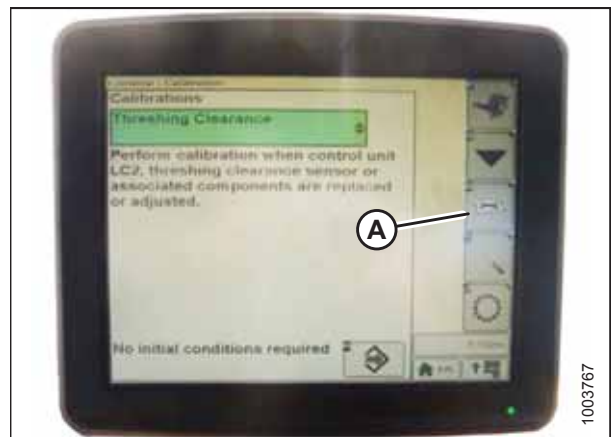 Calibrations
Threshing Clearance
Perform calibration when control unit
LC2, threshing clearance sensor or
associated components are replaced
or adjusted.
A
No initial conditions required
1003767